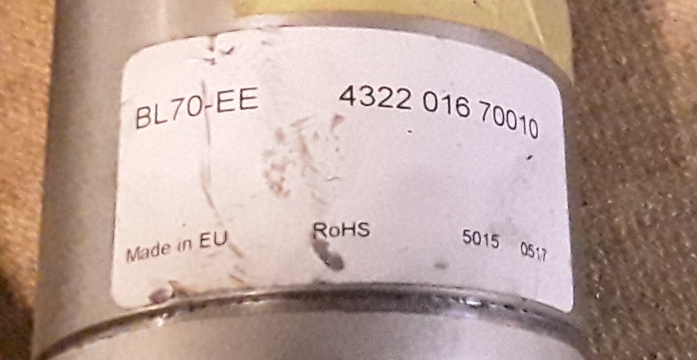 BL70-EE 4322 016 70010
Made in EU RoHS 5015 0517